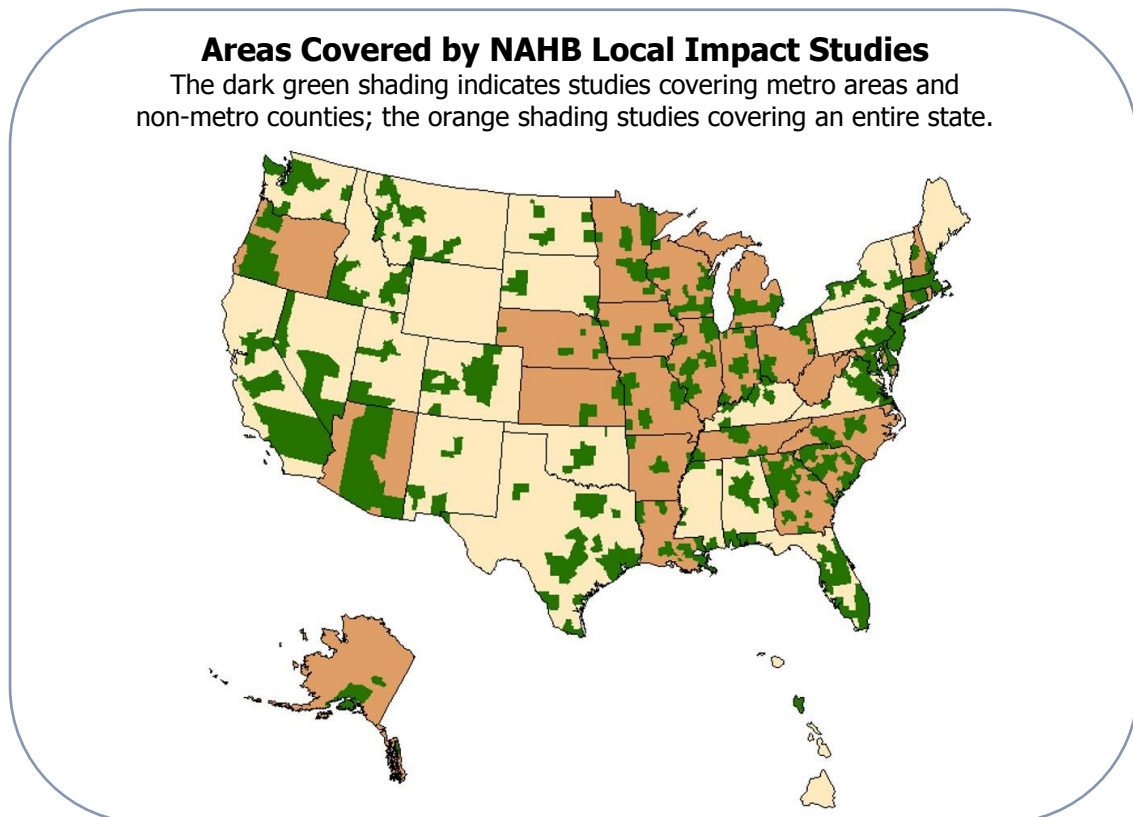 Areas Covered by NAHB Local Impact Studies
The dark green shading indicates studies covering metro areas and
non-metro counties; the orange shading studies covering an entire state.